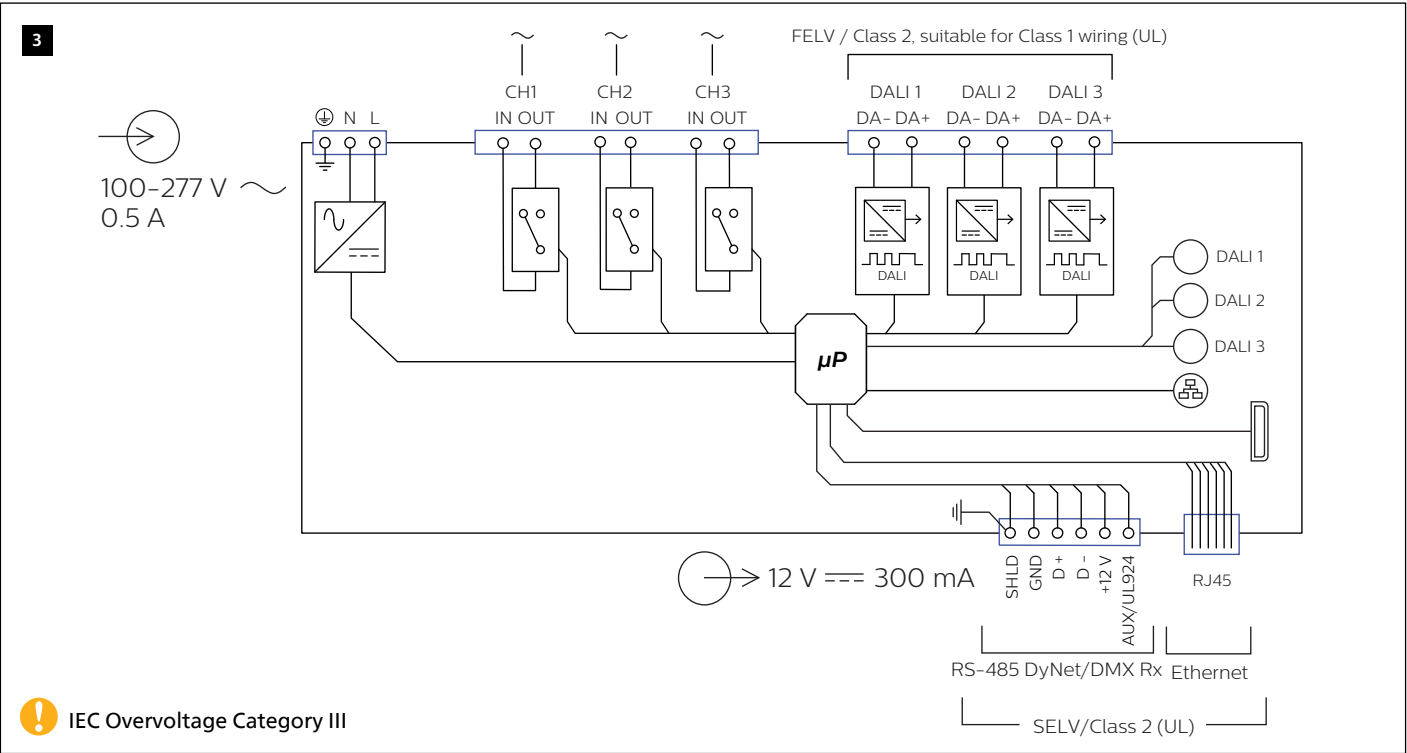 3
FELV / Class 2, suitable for Class 1 wiring (UL)
CH1 CH2 CH3
DALI 1 DALI 2 DALI 3
N L
IN OUT IN OUT IN OUT
DA- DA+ DA- DA+ DA- DA+
100-277 V
0.5 A
DALI DALI DALI
DALI 1
DALI 2
DALI 3
µP
12 V 300 mA
SHLD
GND
D +
D -
+12 V
AUX/UL924
RJ45
RS-485 DyNet/DMX Rx
Ethernet
SELV/Class 2 (UL)
! IEC Overvoltage Category III